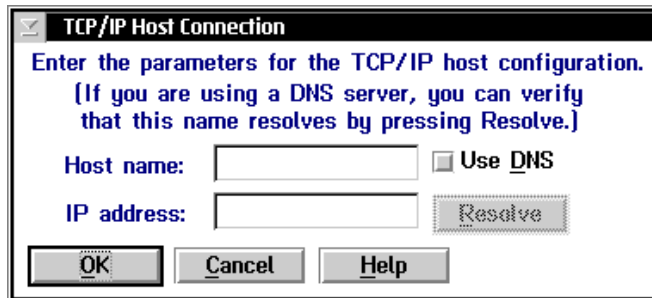 TCP/IP Host Connection
Enter the parameters for the TCP/IP host configuration.
(If you are using a DNS server, you can verify
that this name resolves by pressing Resolve.)
Host name:
Use DNS
IP address:
Resolve
OK
Cancel
Help